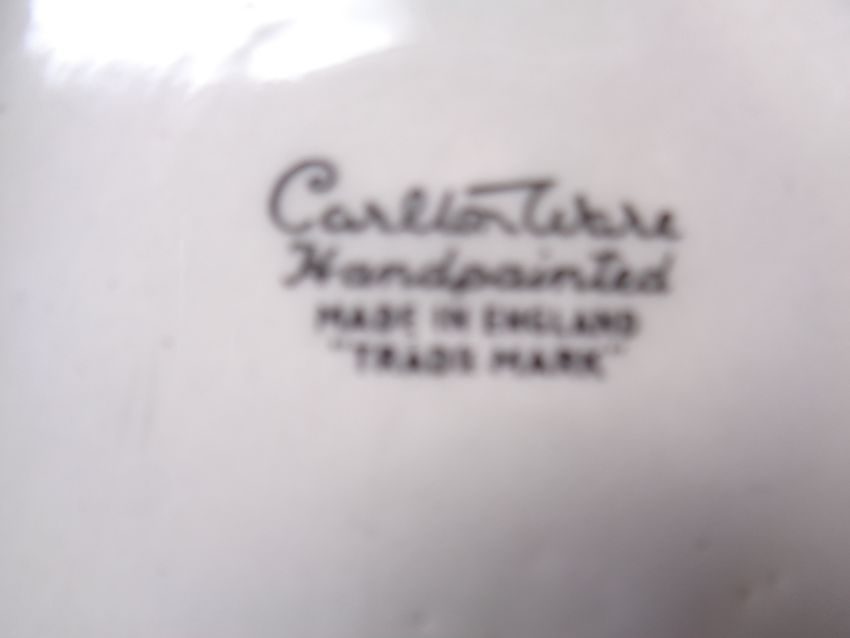 Carlton Ware
Handpainted
MADE IN ENGLAND
"TRADE MARK"